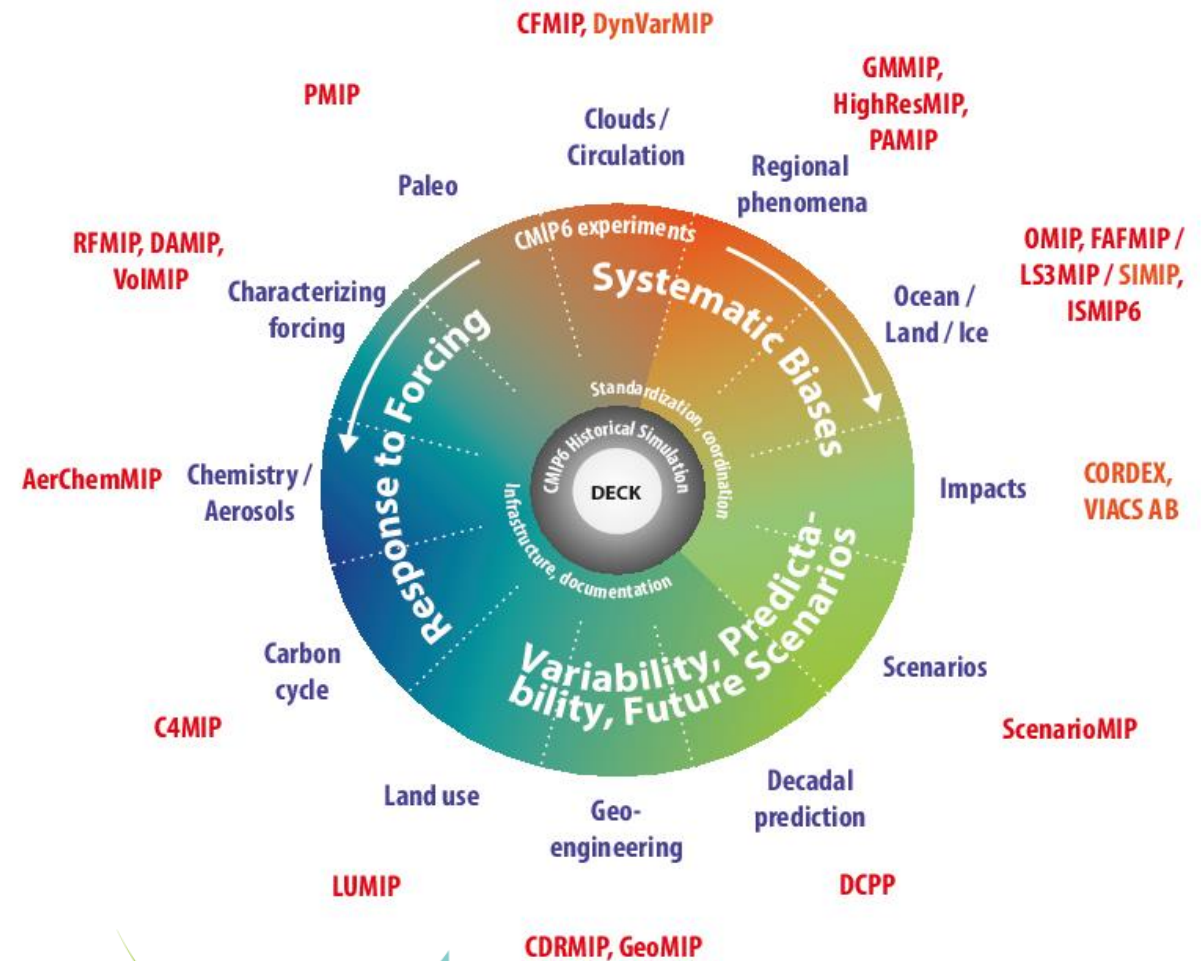 CFMIP, DynVarMIP
GMMIP,
HighResMIP,
PAMIP
PMIP
Clouds /
Circulation
Regional
phenomena
Paleo
RFMIP, DAMIP,
VolMIP
OMIP, FAFMIP /
LS3MIP / SIMIP,
ISMIP6
Characterizing
forcing
Ocean /
Land / Ice
CMIP6 experiments
Systematic Biases
Response to Forcing
Standardization, coordination
CMIP6 Historical Simulation
DECK
Infrastructure, documentation
Variability, Predicta-
bility, Future Scenarios
AerChemMIP
Chemistry /
Aerosols
Impacts
CORDEX,
VIACS AB
Carbon
cycle
Scenarios
C4MIP
ScenarioMIP
Land use
Geo-
engineering
Decadal
prediction
LUMIP
DCPP
CDRMIP, GeoMIP